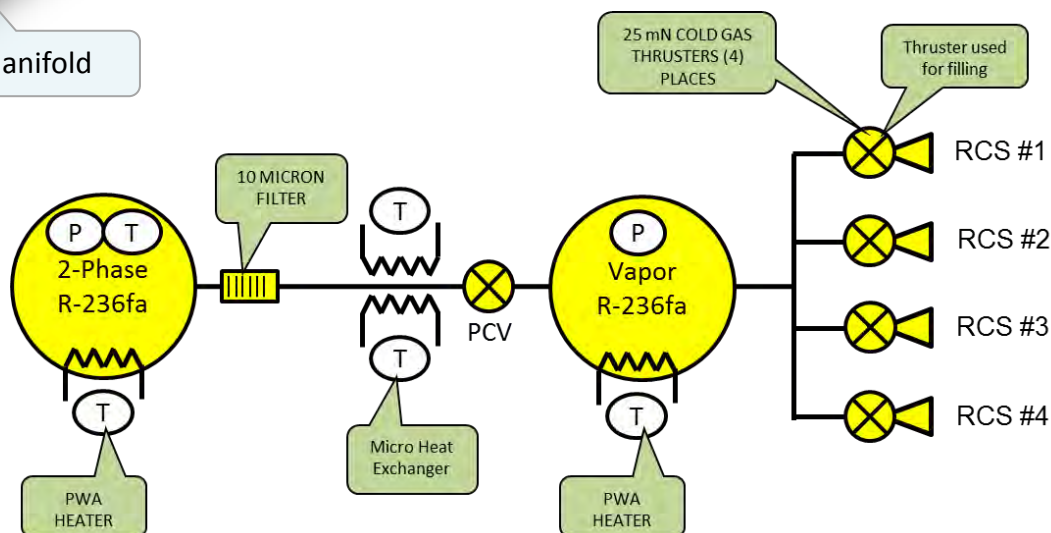 anifold
25 mN COLD GAS
THRUSTERS (4)
PLACES
Thruster used
for filling
10 MICRON
FILTER
T
RCS #1
P T
2-Phase
R-236fa
P
Vapor
R-236fa
RCS #2
PCV
RCS #3
T
T
T
RCS #4
Micro Heat
Exchanger
PWA
HEATER
PWA
HEATER